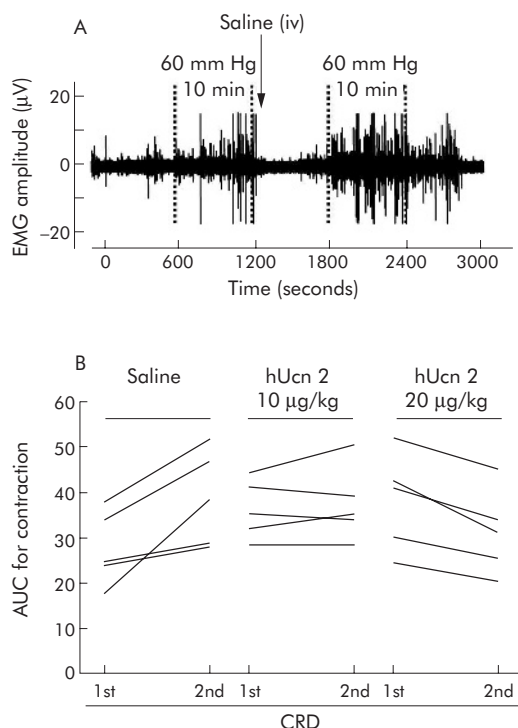 A
Saline (iv)
60 mm Hg 60 mm Hg
10 min 10 min
20
0
–20
EMG amplitude (μV)
0 600 1200 1800 2400 3000
Time (seconds)
B
Saline hUcn 2 hUcn 2
10 μg/kg 20 μg/kg
60
50
40
30
20
10
0
AUC for contraction
1st 2nd 1st 2nd 1st 2nd
CRD